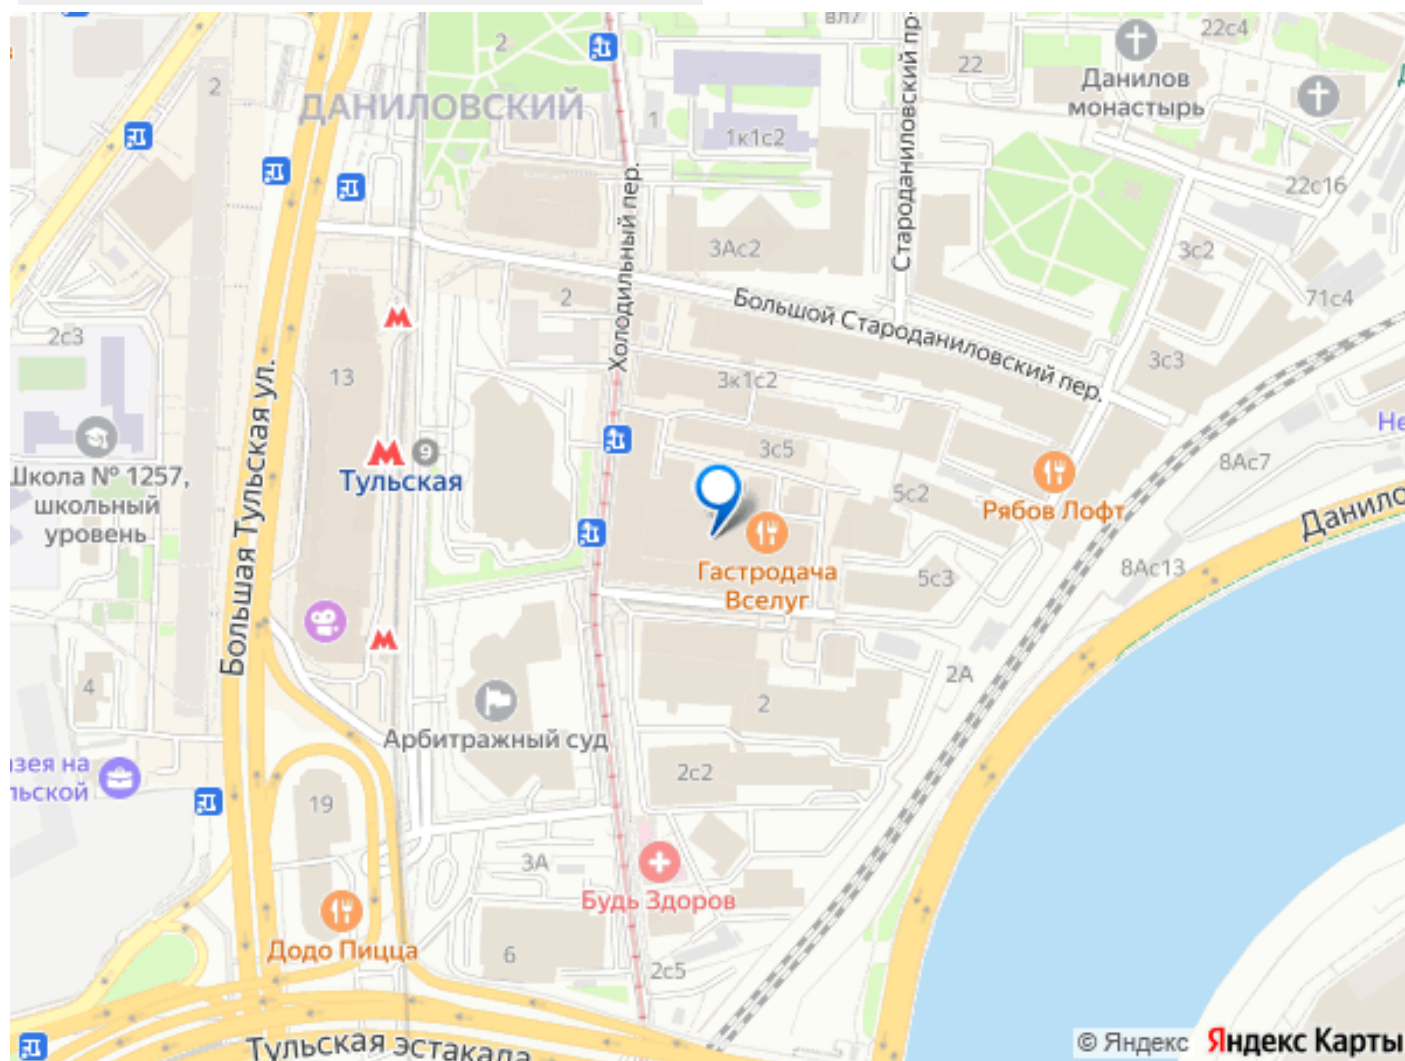 вл7
22с4
2
22
Данилов
монастырь
2
ДАНИЛОВСКИЙ
1
1к1с2
Стародaниловский пр-
22с16
Холодильный пер.
3Ас2
3с2
2
Большой Староданиловский пер.
71с4
2с3
13
3к1с2
3с3
Большая Тульская ул.
Тульская
9
3с5
8Ас7
Школа № 1257,
школьный
уровень
5с2
Рябов Лофт
Гастродача
Вселуг
5с3
8Ас13
4
2А
2
Арбитражный суд
2с2
19
3А
Будь Здоров
Додо Пицца
6
2с5
Тульская эстакада
© Яндекс Яндекс Карты